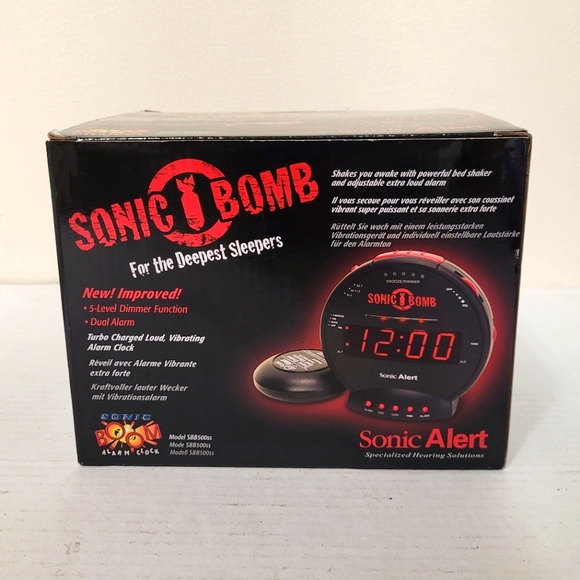 SONIC BOMB
For the Deepest Sleepers
New! Improved!
• 5-Level Dimmer Function
• Dual Alarm
Turbo Charged Loud, Vibrating
Alarm Clock
Réveil avec Alarme Vibrante
extra forte
Kraftvoller lauter Wecker
mit Vibrationsalarm
SONIC
BOOM
ALARM CLOCK
Model SBB500ss
Mode SBB500ss
Modell SBB500ss
Shakes you awake with powerful bed shaker
and adjustable extra loud alarm
Il vous secoue pour vous réveiller avec son coussinet
vibrant super puissant et sa sonnerie extra forte
Rüttelt Sie wach mit einem leistungsstarken
Vibrationsgerät und individuell einstellbare Lautstärke
für den Alarmton
SNOOZE/DIMMER
SONIC BOMB
12:00
Sonic Alert
Sonic Alert
Specialized Hearing Solutions